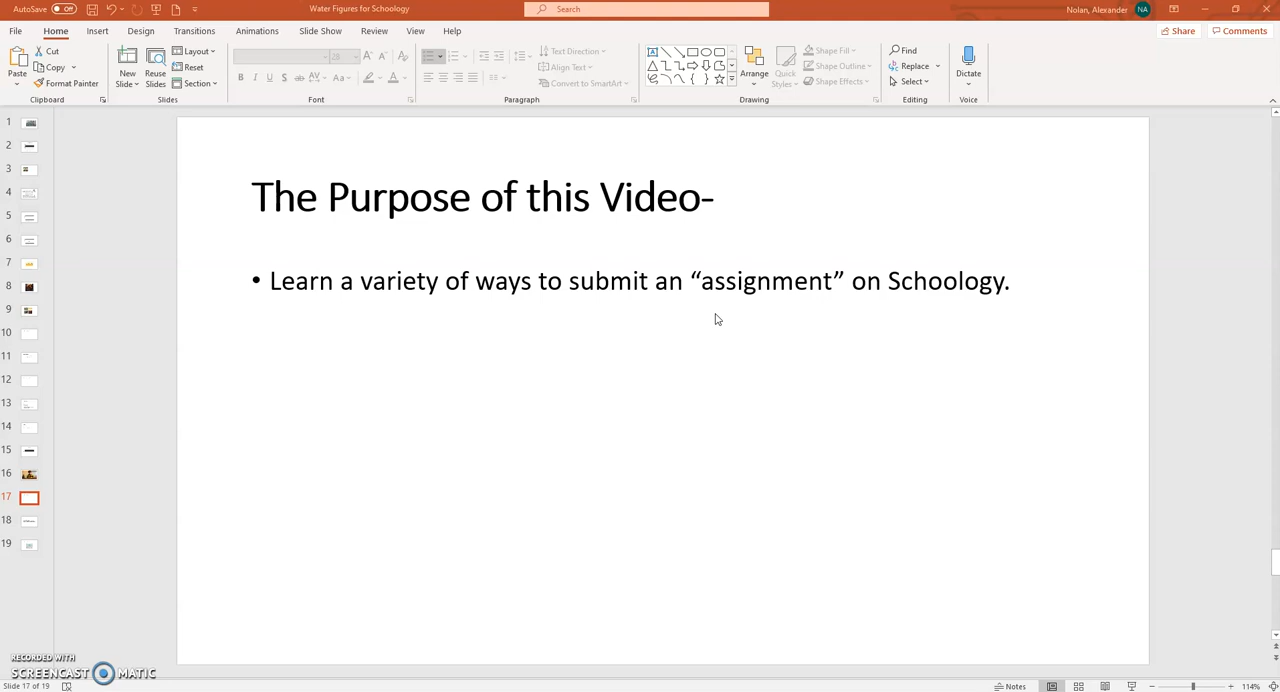 AutoSave Off
Water Figures for Schoology
Search
Nolan, Alexander NA
File Home Insert Design Transitions Animations Slide Show Review View Help
Share Comments
Paste
Cut
Copy
Format Painter
Clipboard
New Slides
Reuse Slides
Layout
Reset
Section
Slides
28
B I U S ab AV Aa A
Font
Text Direction
Align Text
Convert to SmartArt
Paragraph
Arrange
Quick Styles
Shape Fill
Shape Outline
Shape Effects
Drawing
Find
Replace
Select
Editing
Dictate
Voice
1
2
3
4
5
6
7
8
9
10
11
12
13
14
15
16
17
18
19
The Purpose of this Video-
• Learn a variety of ways to submit an “assignment” on Schoology.
RECORDED WITH
SCREENCAST MATIC
Slide 17 of 19
Notes
114%